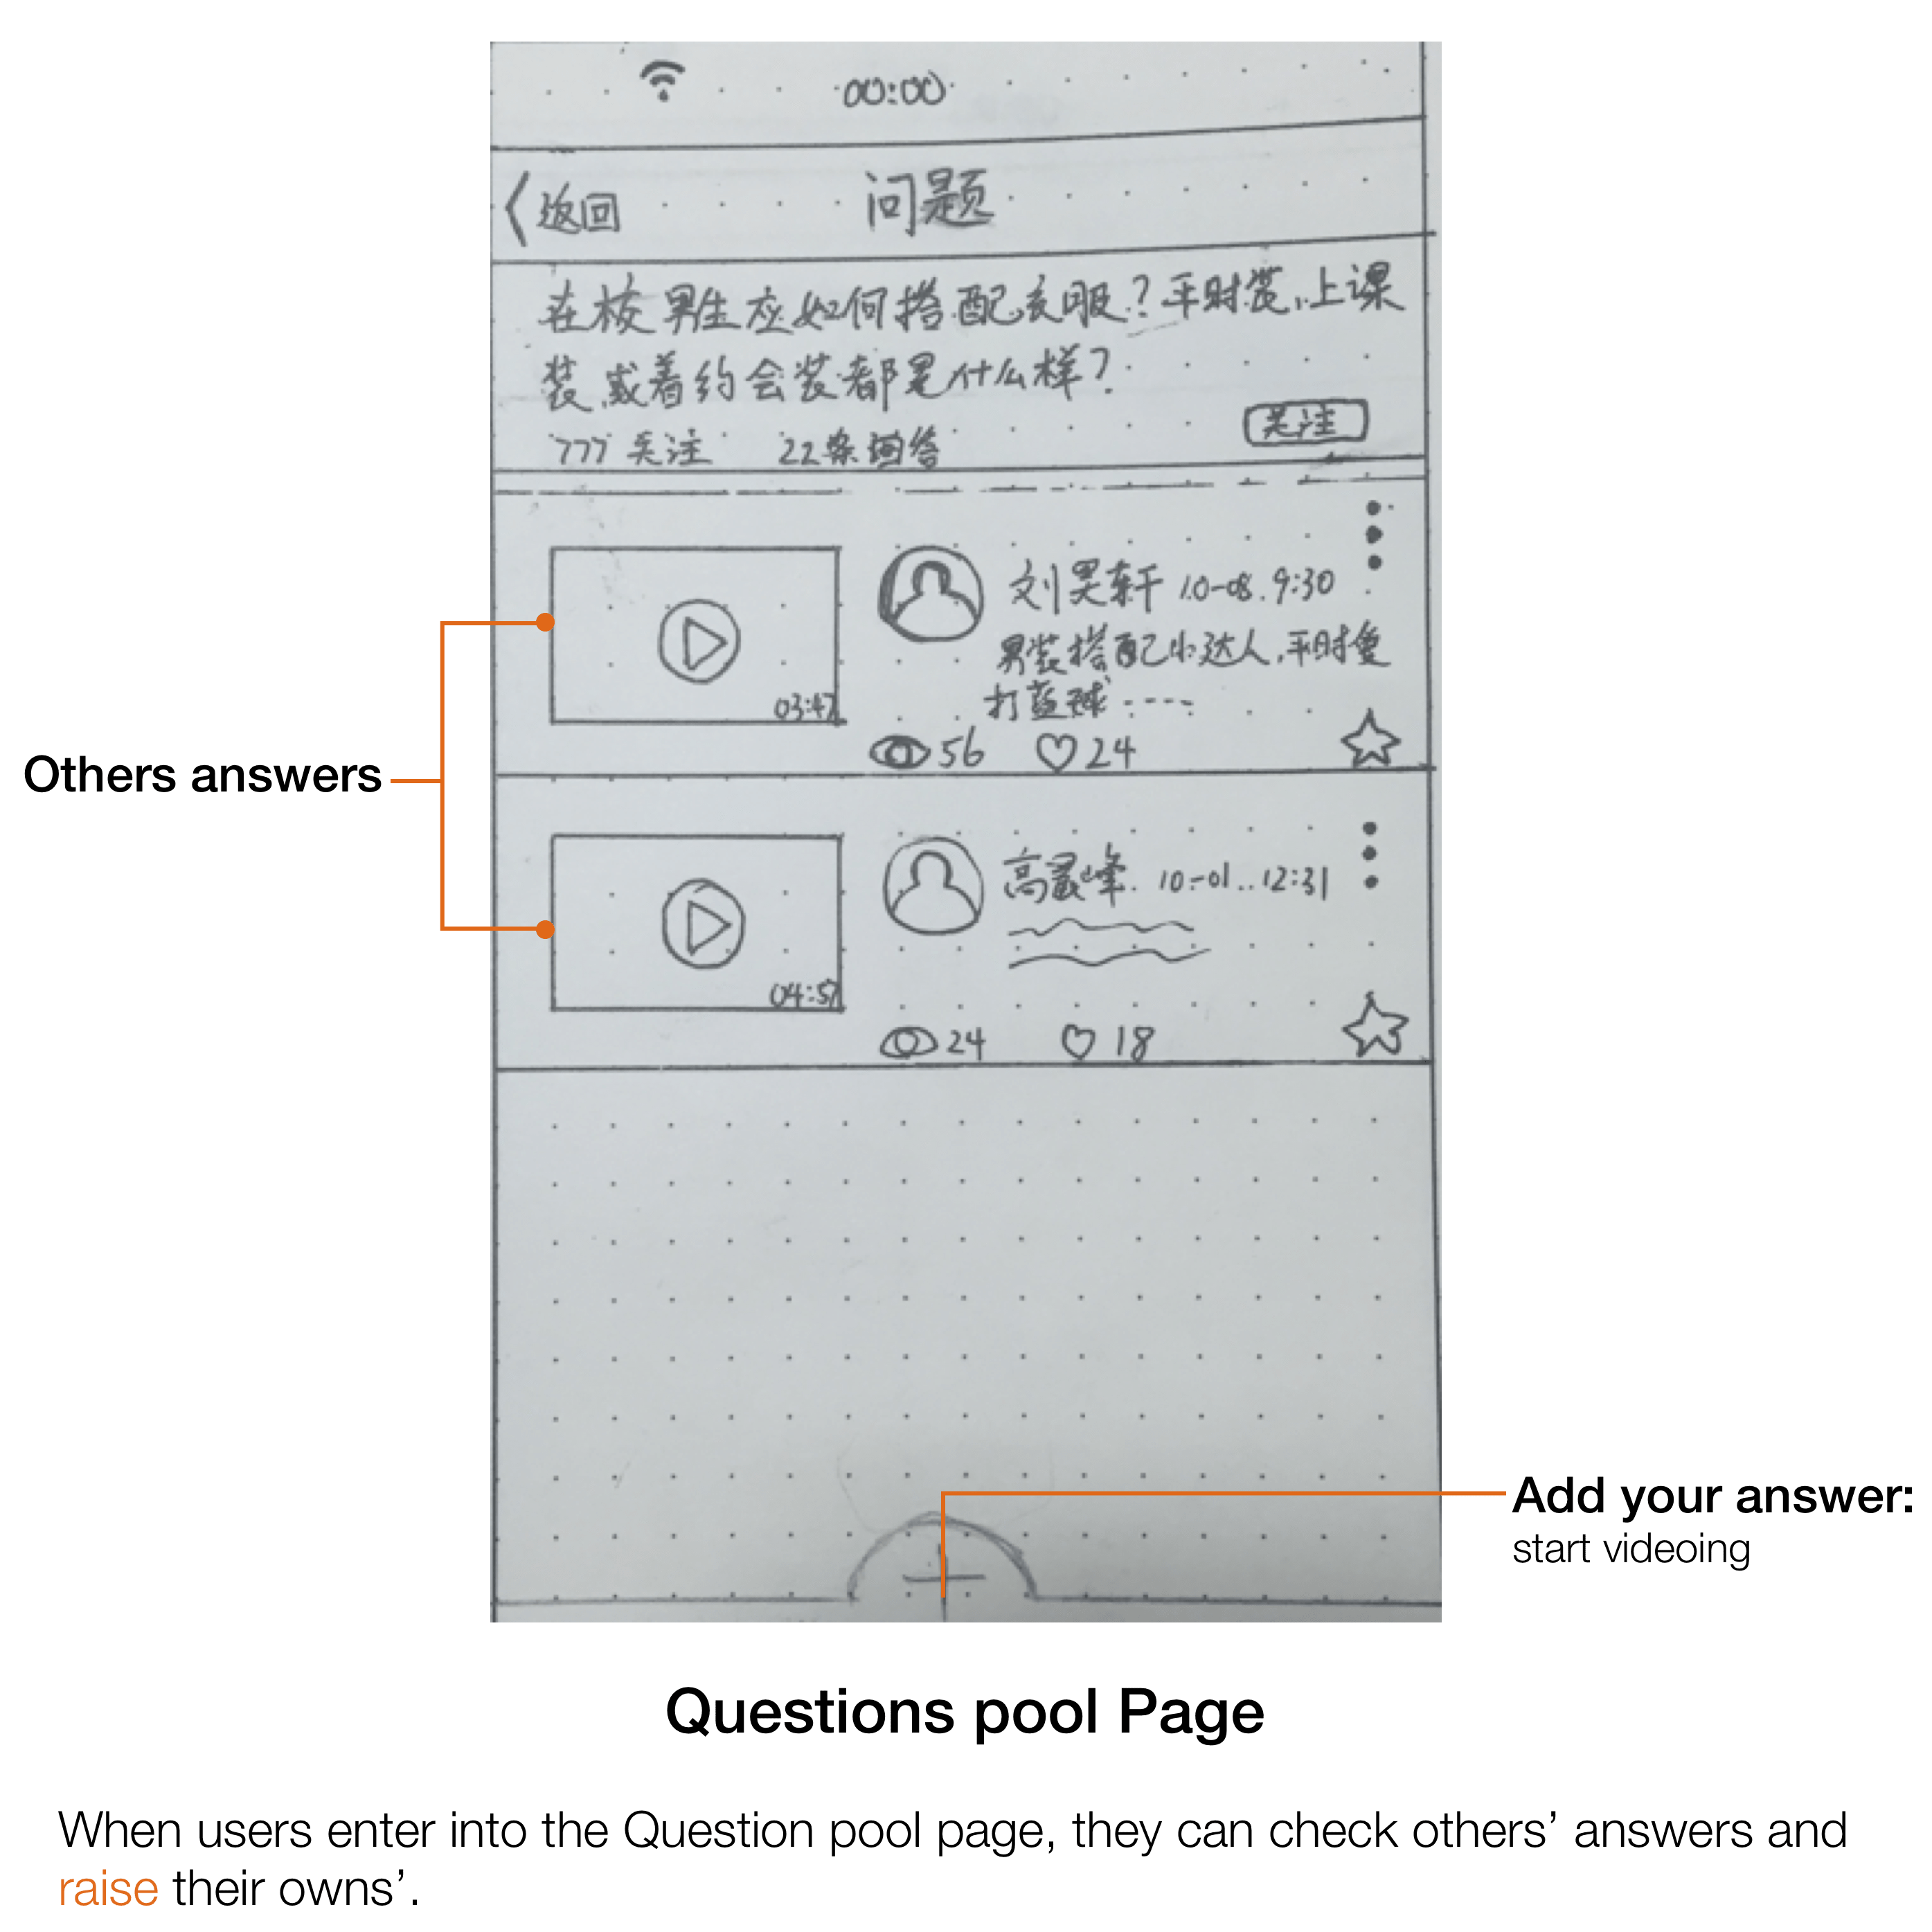 00:00
返回
问题
在校男生应如何搭配衣服？平时装、上课
装、或着约会装都是什么样？
777 关注 22条回答
关注
刘昊轩 10-08. 9:30
男装搭配小达人，平时爱
打蓝球
03:47
56 24
Others answers
高 峰 10-01 12:31
04:57
24 18
Add your answer:
start videoing
Questions pool Page
When users enter into the Question pool page, they can check others’ answers and
raise their owns’.